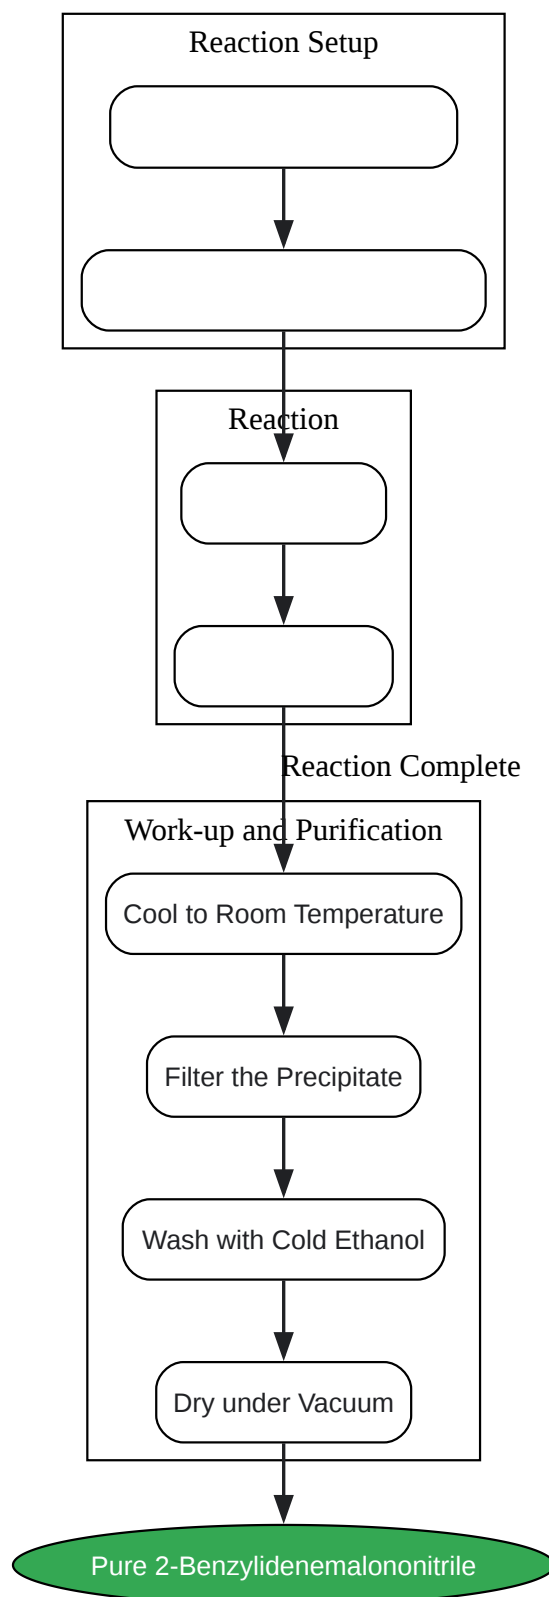 Reaction Setup
Reaction
Reaction Complete
Work-up and Purification
Cool to Room Temperature
Filter the Precipitate
Wash with Cold Ethanol
Dry under Vacuum
Pure 2-Benzylidenemalononitrile